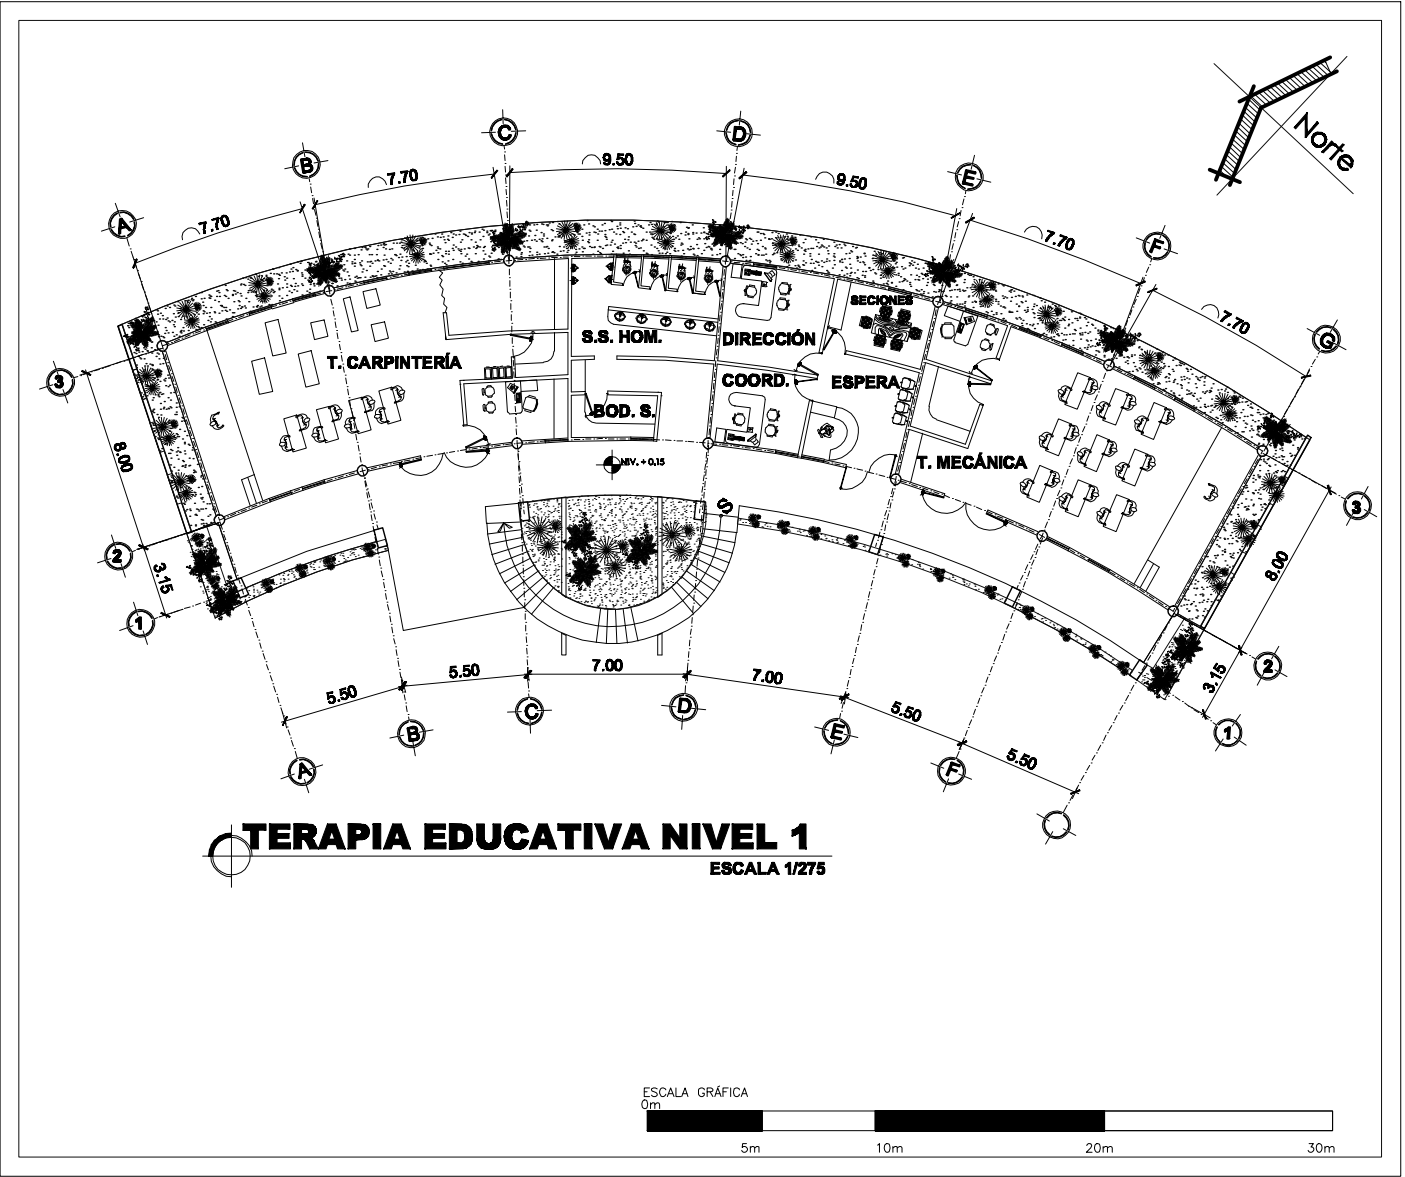 Norte
C
D
B
9.50
E
7.70
9.50
A
7.70
7.70
F
7.70
G
SECIONES
S.S. HOM.
DIRECCIÓN
T. CARPINTERÍA
COORD.
ESPERA
3
BOD. S.
8.00
T. MECÁNICA
NIV. + 0.15
S
3
2
3.15
8.00
1
5.50
7.00
7.00
2
5.50
3.15
C
D
5.50
B
E
1
A
F
5.50
TERAPIA EDUCATIVA NIVEL 1
ESCALA 1/275
ESCALA GRÁFICA
0m
5m 10m 20m 30m